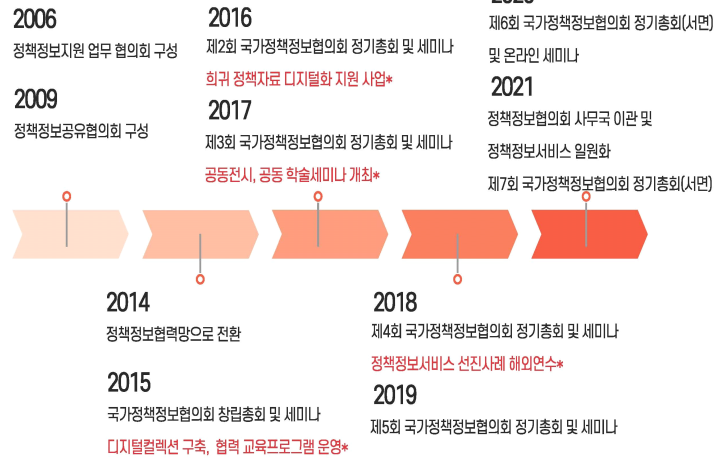 2006
정책정보지원 업무 협의회 구성
2009
정책정보공유협의회 구성
2016
제2회 국가정책정보협의회 정기총회 및 세미나
희귀 정책자료 디지털화 지원 사업*
2017
제3회 국가정책정보협의회 정기총회 및 세미나
공동전시, 공동 학술세미나 개최*
제6회 국가정책정보협의회 정기총회(서면)
및 온라인 세미나
2021
정책정보협의회 사무국 이관 및
정책정보서비스 일원화
제7회 국가정책정보협의회 정기총회(서면)
2014
정책정보협력망으로 전환
2015
국가정책정보협의회 창립총회 및 세미나
디지털컬렉션 구축, 협력 교육프로그램 운영*
2018
제4회 국가정책정보협의회 정기총회 및 세미나
정책정보서비스 선진사례 해외연수*
2019
제5회 국가정책정보협의회 정기총회 및 세미나